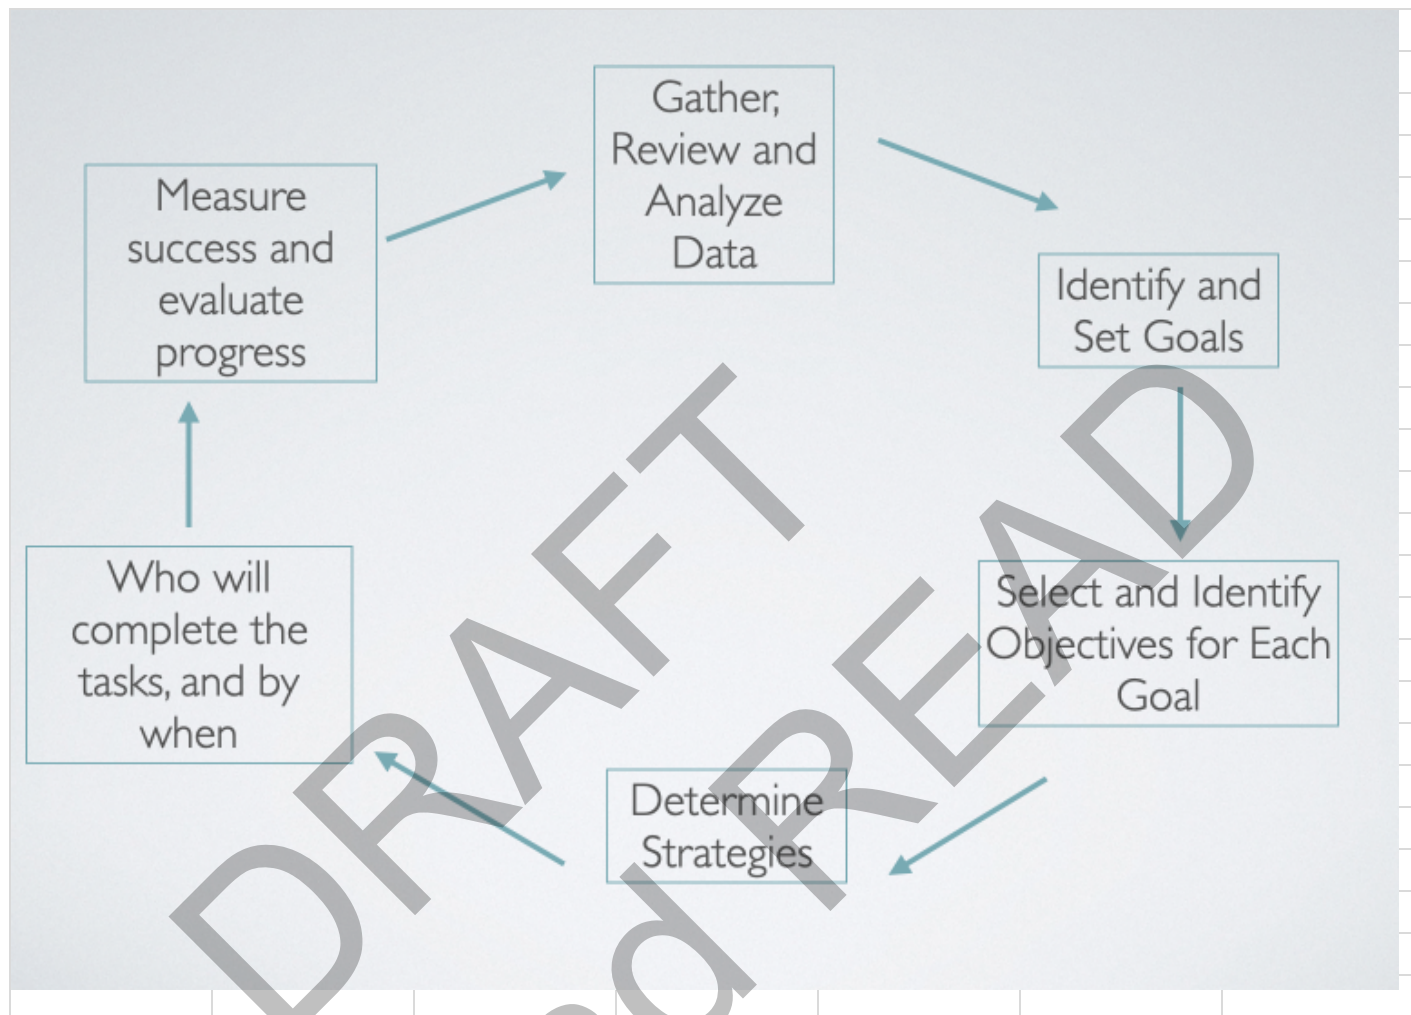 Gather,
Review and
Analyze
Data
Identify and
Set Goals
Select and Identify
Objectives for Each
Goal
Determine
Strategies
Who will
complete the
tasks, and by
when
Measure
success and
evaluate
progress
DRAFT
READ